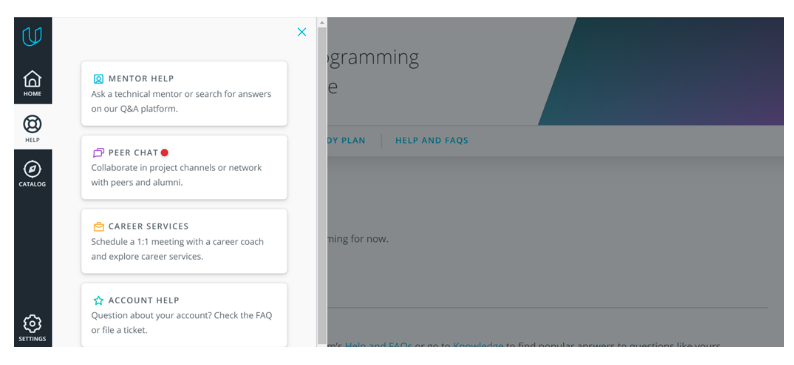 HOME
HELP
CATALOG
SETTINGS
MENTOR HELP
Ask a technical mentor or search for answers
on our Q&A platform.
PEER CHAT
Collaborate in project channels or network
with peers and alumni.
CAREER SERVICES
Schedule a 1:1 meeting with a career coach
and explore career services.
ACCOUNT HELP
Question about your account? Check the FAQ
or file a ticket.
ogramming
e
DY PLAN
HELP AND FAQS
ming for now.
m's Help and FAQs or go to Knowledge to find popular answers to questions like yours